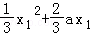 1/3 x₁² + 2/3 a x₁